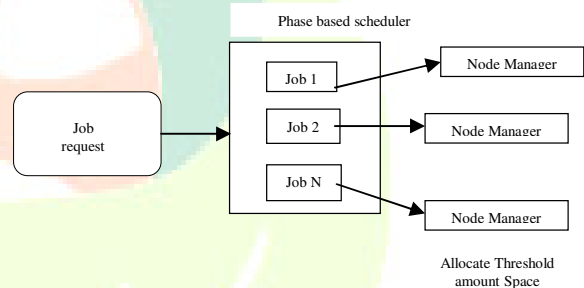 Phase based scheduler
Job
request
Job 1
Job 2
Job N
Node Manager
Node Manager
Node Manager
Allocate Threshold
amount Space